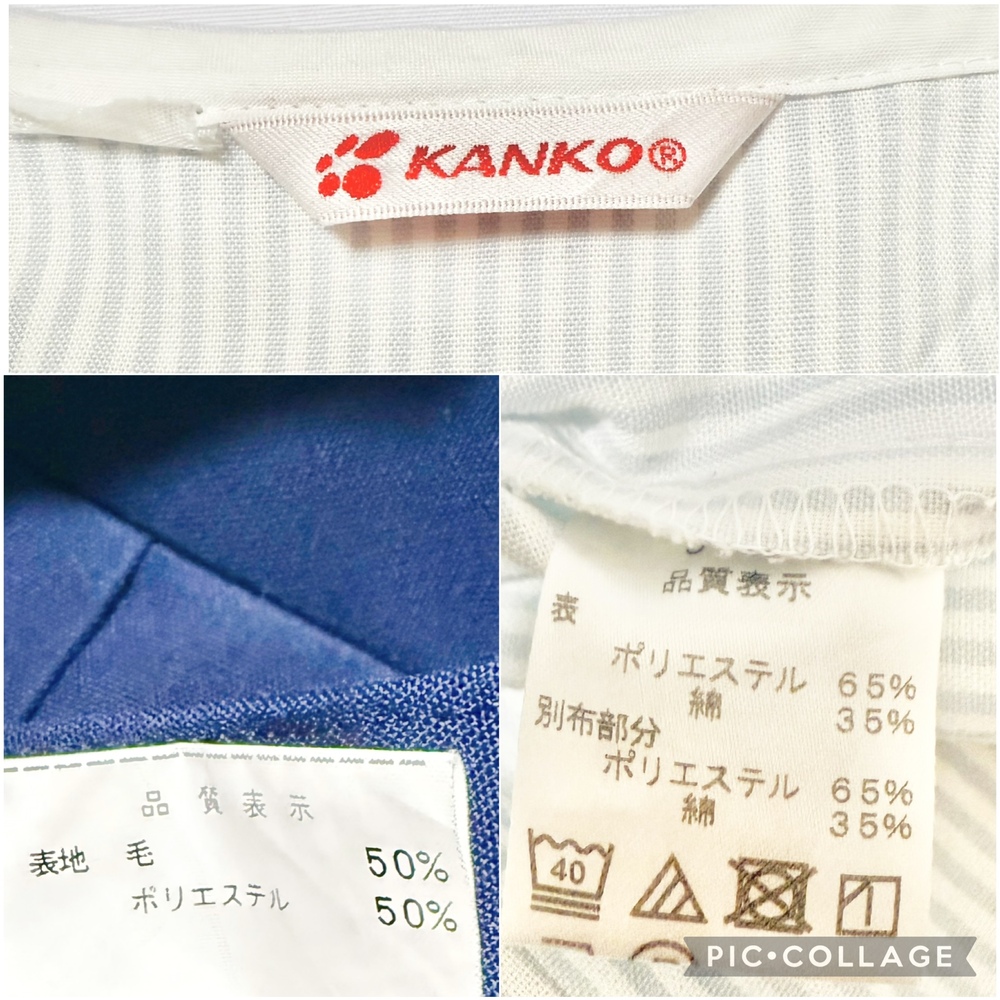 KANKO®
品質表示
表地 毛 50%
ポリエステル 50%
品質表示
表
ポリエステル 65%
綿 35%
別布部分
ポリエステル 65%
綿 35%
40
PIC•COLLAGE